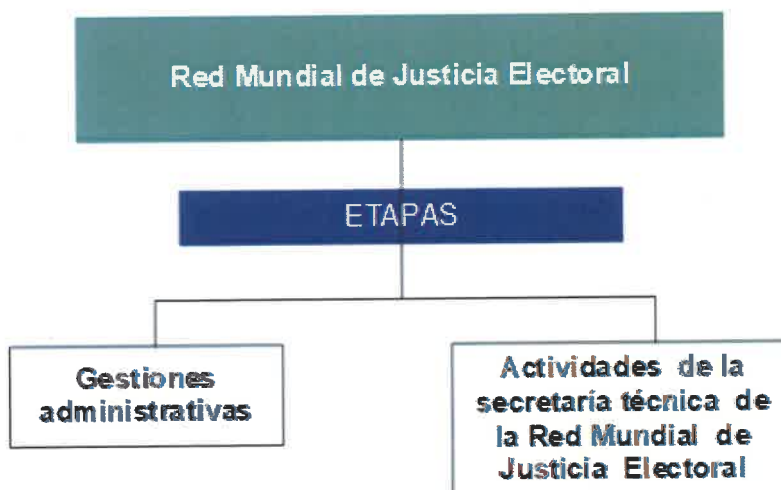 Red Mundial de Justicia Electoral
ETAPAS
Gestiones
administrativas
Actividades de la
secretaría técnica de
la Red Mundial de
Justicia Electoral